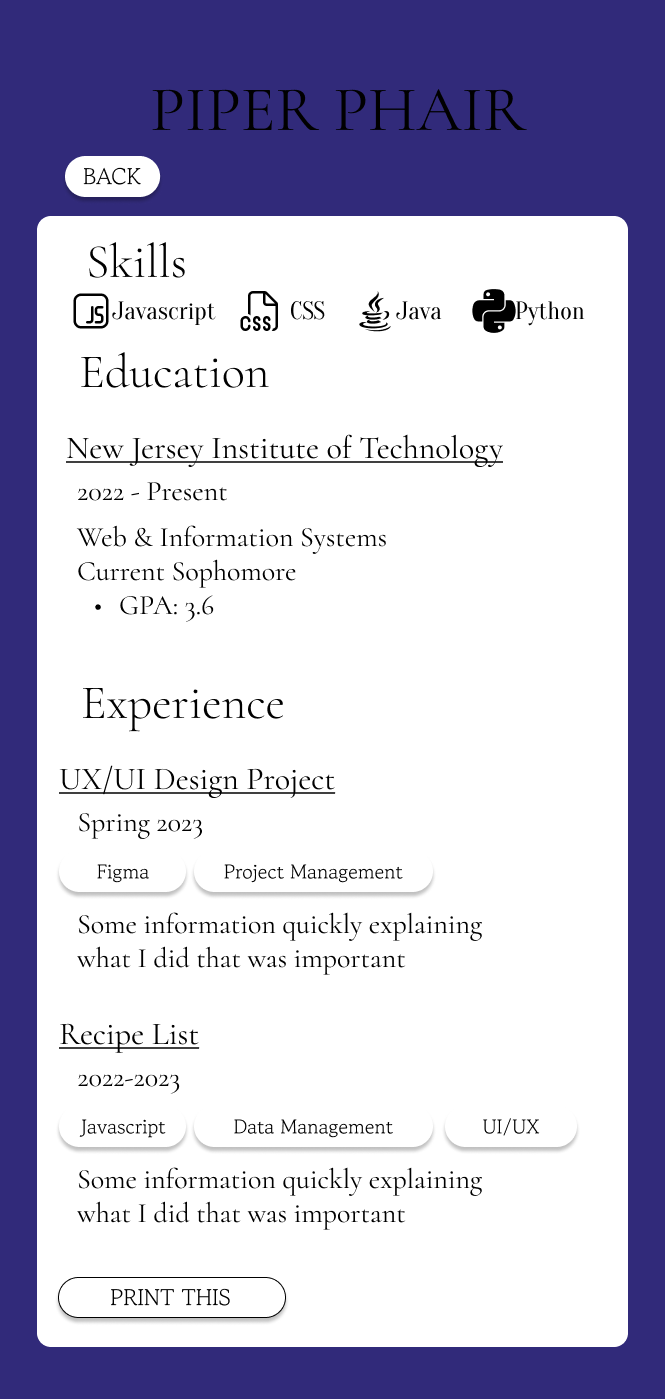 PIPER PHAIR
BACK
Skills
JS Javascript CSS CSS Java Python
Education
New Jersey Institute of Technology
2022 - Present
Web & Information Systems
Current Sophomore
• GPA: 3.6
Experience
UX/UI Design Project
Spring 2023
Figma Project Management
Some information quickly explaining
what I did that was important
Recipe List
2022-2023
Javascript Data Management UI/UX
Some information quickly explaining
what I did that was important
PRINT THIS